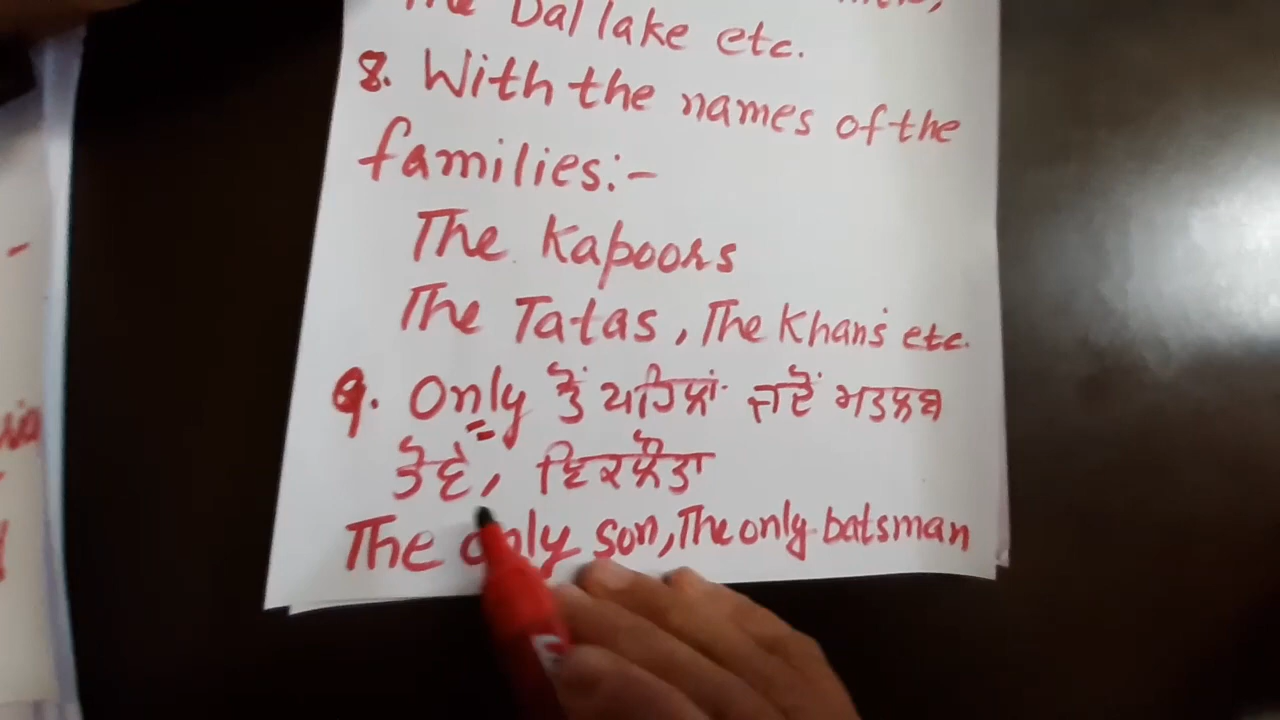 The Dal lake etc.
8. With the names of the
families:-
The Kapoors
The Tatas, The Khans etc.
9. Only ਤੋਂ ਪਹਿਲਾਂ ਜਦੋਂ ਮਤਲਬ
ਹੋਵੇ, ਇਕਲੌਤਾ
The only son, The only batsman